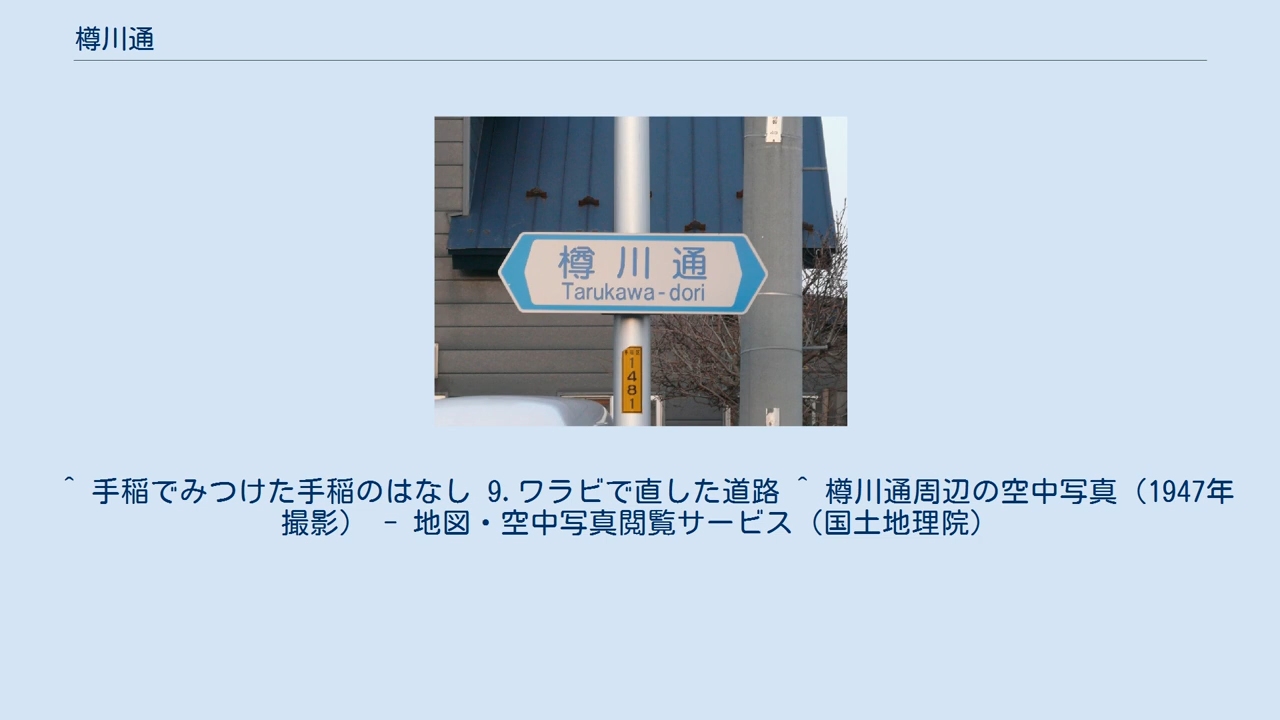 樽川通
樽川通
Tarukawa-dori
1481
^ 手稲でみつけた手稲のはなし 9.ワラビで直した道路 ^ 樽川通周辺の空中写真（1947年
撮影） - 地図・空中写真閲覧サービス（国土地理院）